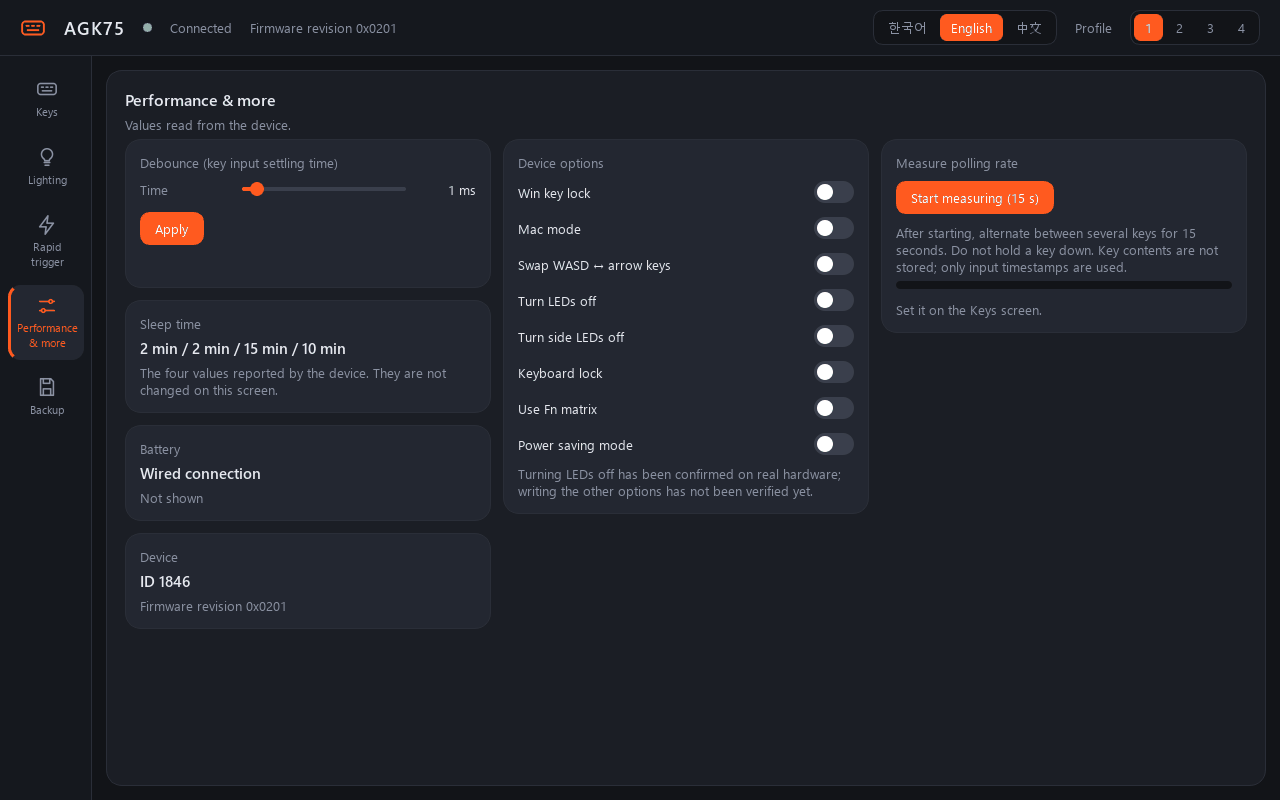 AGK75
Connected
Firmware revision 0x0201
한국어
English
中文
Profile
1
2
3
4
Keys
Lighting
Rapid
trigger
Performance
& more
Backup
Performance & more
Values read from the device.
Debounce (key input settling time)
Time
1 ms
Apply
Sleep time
2 min / 2 min / 15 min / 10 min
The four values reported by the device. They are not
changed on this screen.
Battery
Wired connection
Not shown
Device
ID 1846
Firmware revision 0x0201
Device options
Win key lock
Mac mode
Swap WASD ↔ arrow keys
Turn LEDs off
Turn side LEDs off
Keyboard lock
Use Fn matrix
Power saving mode
Turning LEDs off has been confirmed on real hardware;
writing the other options has not been verified yet.
Measure polling rate
Start measuring (15 s)
After starting, alternate between several keys for 15
seconds. Do not hold a key down. Key contents are not
stored; only input timestamps are used.
Set it on the Keys screen.